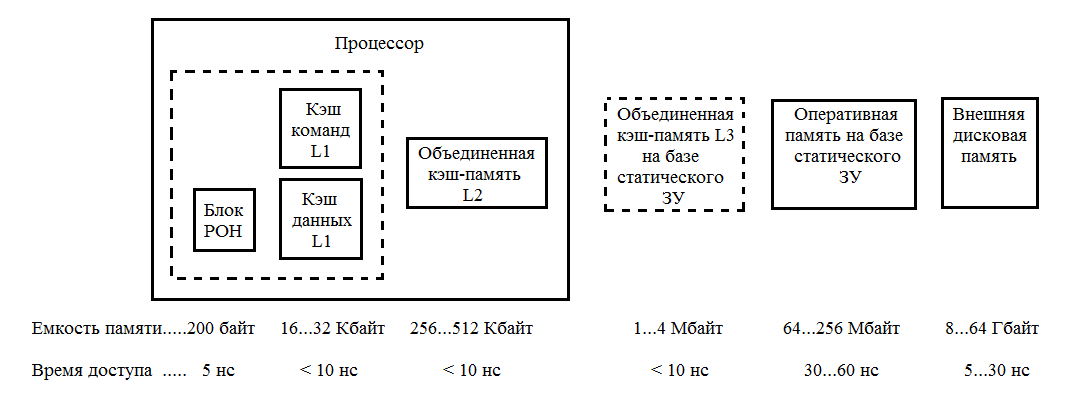 Процессор
Кэш
команд
L1
Кэш
данных
L1
Блок
РОН
Объединенная
кэш-память
L2
Объединенная
кэш-память L3
на базе
статического
ЗУ
Оперативная
память на базе
статического
ЗУ
Внешняя
дисковая
память
Емкость памяти.....200 байт 16...32 Кбайт 256...512 Кбайт 1...4 Мбайт 64...256 Мбайт 8...64 Гбайт
Время доступа ..... 5 нс < 10 нс < 10 нс < 10 нс 30...60 нс 5...30 нс